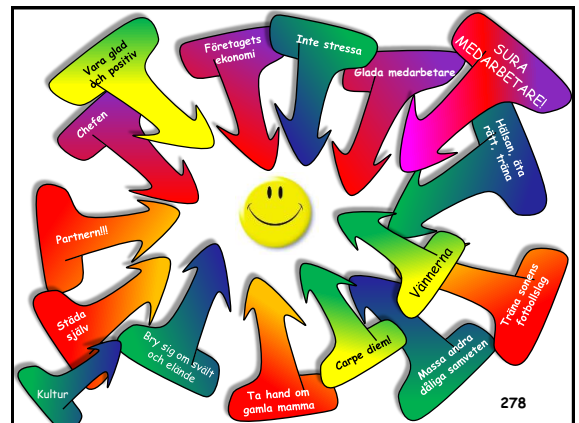 Vara glad
och positiv
Företagets
ekonomi
Inte stressa
Glada medarbetare
SURA
MEDARBETARE!
Chefen
Hälsan, äta
rätt, träna
Partnern!!!
Vännerna
Träna sonens
fotbollslag
Städa
själv
Bry sig om svält
och elände
Carpe diem!
Massa andra
dåliga samveten
Kultur
Ta hand om
gamla mamma
278